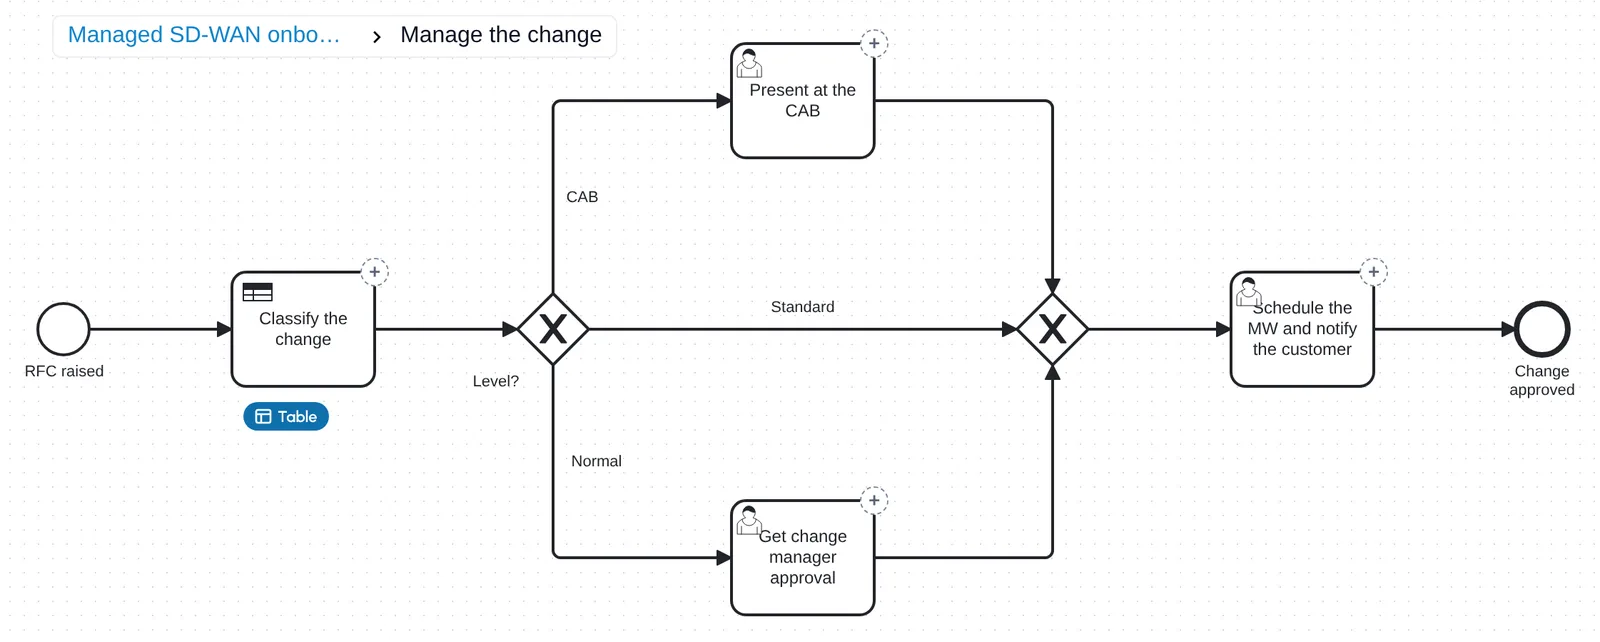 Managed SD-WAN onbo… › Manage the change
Present at the
CAB
CAB
Classify the
change
Standard
Schedule the
MW and notify
the customer
RFC raised
Level?
Change
approved
Table
Normal
Get change
manager
approval